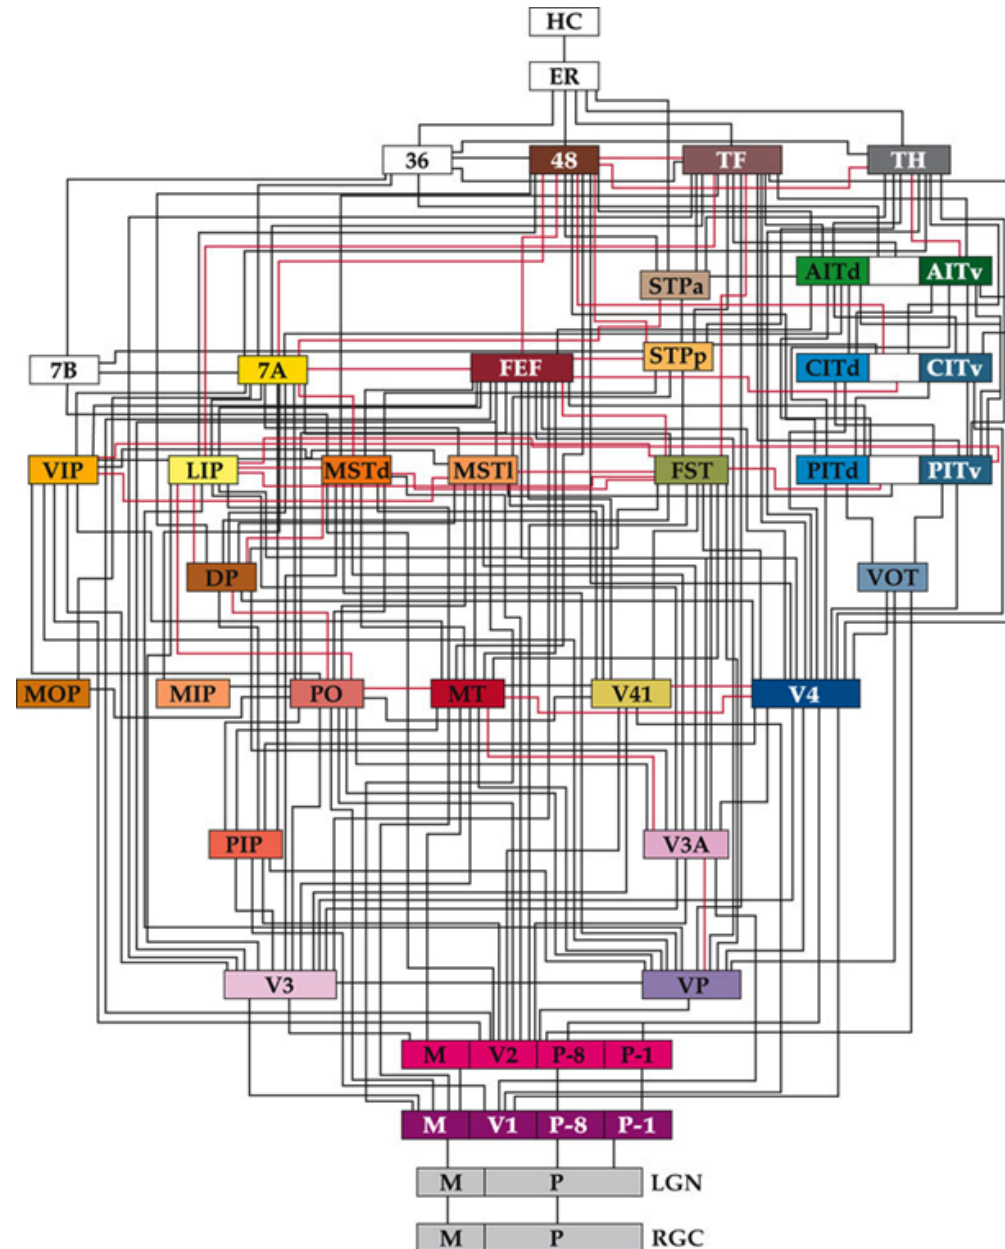 HC
ER
36 48 TF TH
STPa AITd AITv
7B 7A FEF STPp CITd CITv
VIP LIP MSTd MSTl FST PITd PITv
DP VOT
MOP MIP PO MT V41 V4
PIP V3A
V3 VP
M V2 P-8 P-1
M V1 P-8 P-1
M P LGN
M P RGC